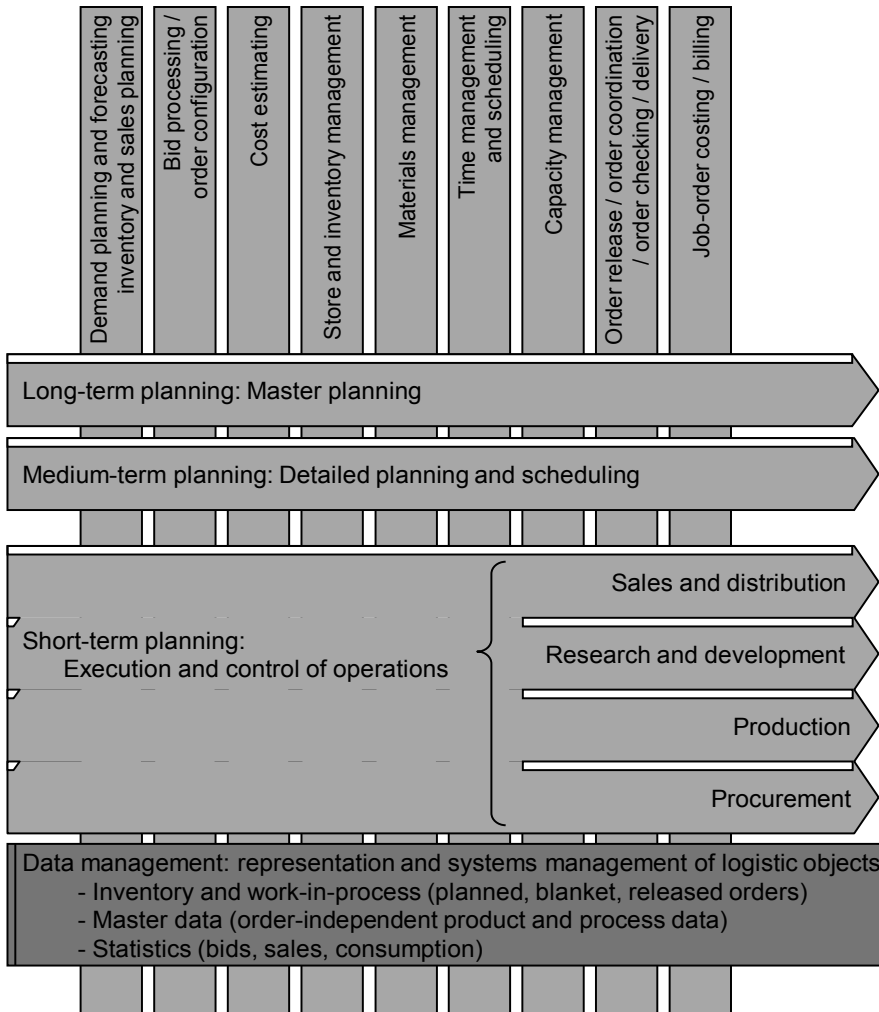 Demand planning and forecasting
inventory and sales planning
Bid processing /
order configuration
Cost estimating
Store and inventory management
Materials management
Time management
and scheduling
Capacity management
Order release / order coordination
/ order checking / delivery
Job-order costing / billing
Long-term planning: Master planning
Medium-term planning: Detailed planning and scheduling
Sales and distribution
Short-term planning:
Execution and control of operations
Research and development
Production
Procurement
Data management: representation and systems management of logistic objects
- Inventory and work-in-process (planned, blanket, released orders)
- Master data (order-independent product and process data)
- Statistics (bids, sales, consumption)